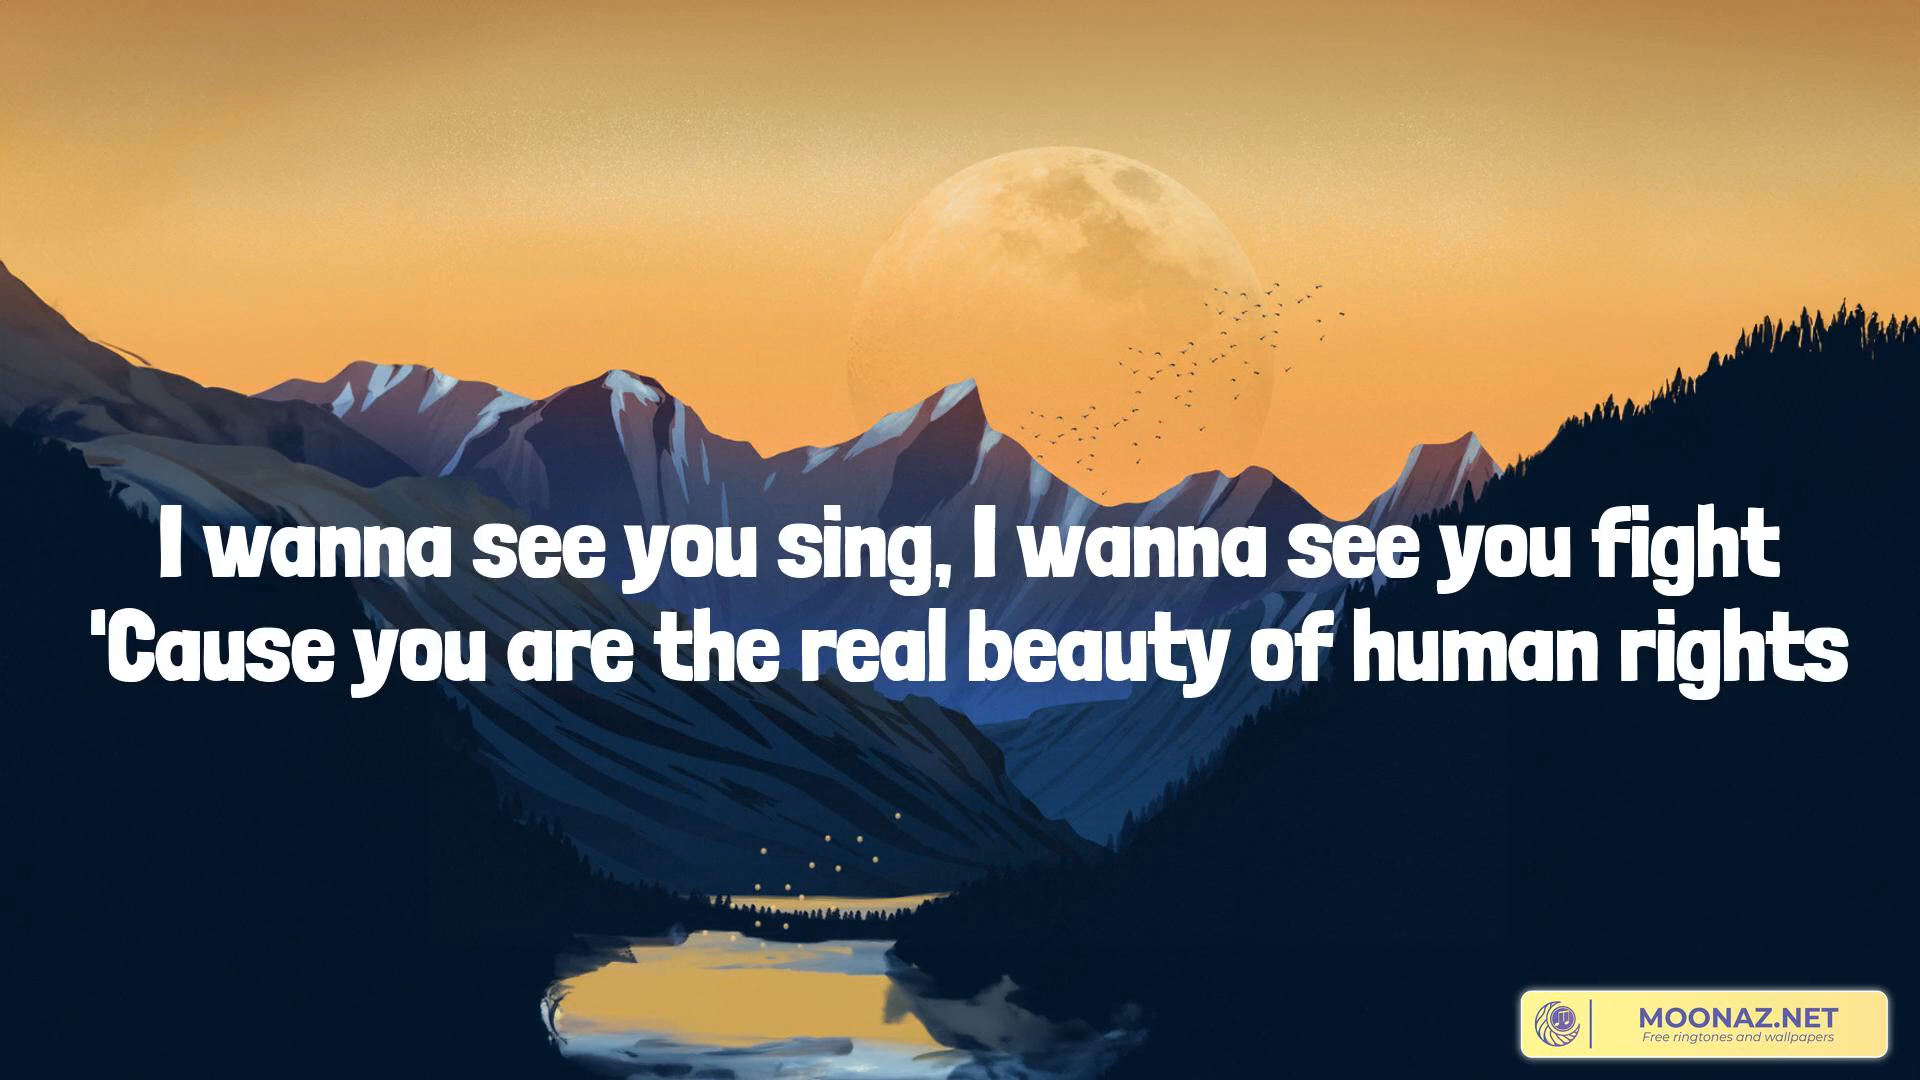 I wanna see you sing, I wanna see you fight
'Cause you are the real beauty of human rights
MOONAZ.NET
Free ringtones and wallpapers